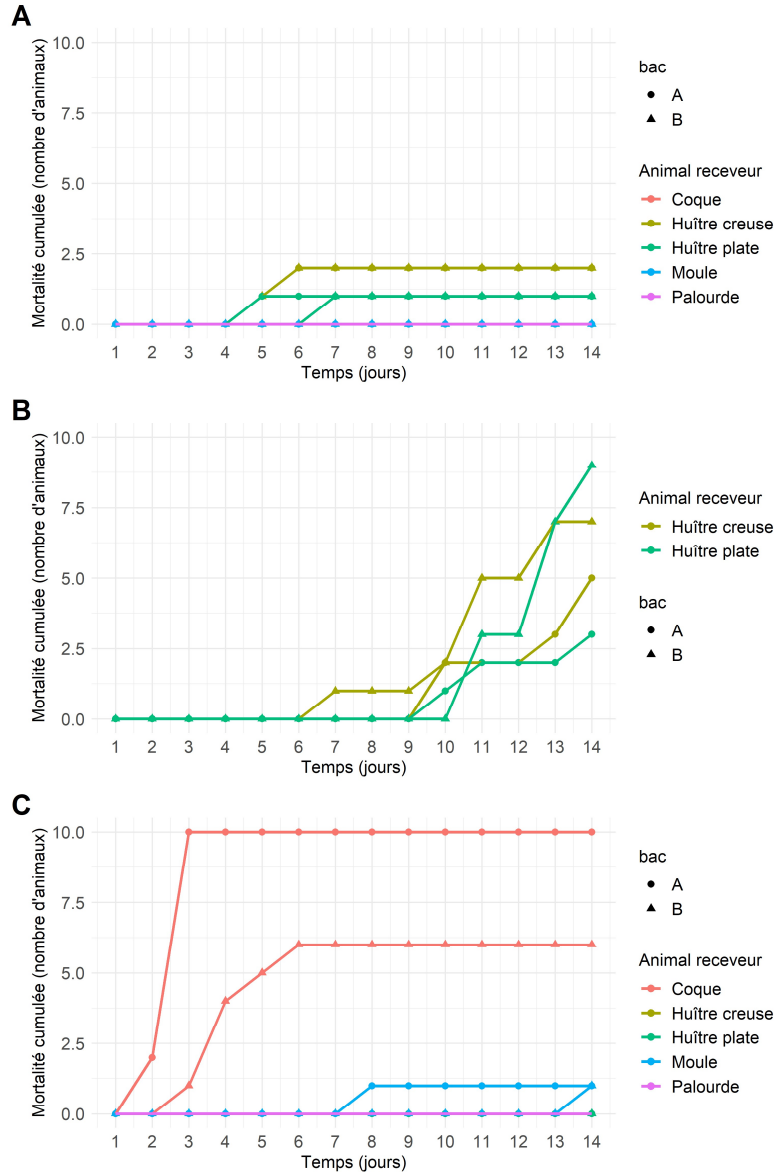 A
Mortalité cumulée (nombre d'animaux)
10.0
7.5
5.0
2.5
0.0
1 2 3 4 5 6 7 8 9 10 11 12 13 14
Temps (jours)
bac
A
B
Animal receveur
Coque
Huître creuse
Huître plate
Moule
Palourde
B
Mortalité cumulée (nombre d'animaux)
10.0
7.5
5.0
2.5
0.0
1 2 3 4 5 6 7 8 9 10 11 12 13 14
Temps (jours)
Animal receveur
Huître creuse
Huître plate
bac
A
B
C
Mortalité cumulée (nombre d'animaux)
10.0
7.5
5.0
2.5
0.0
1 2 3 4 5 6 7 8 9 10 11 12 13 14
Temps (jours)
bac
A
B
Animal receveur
Coque
Huître creuse
Huître plate
Moule
Palourde